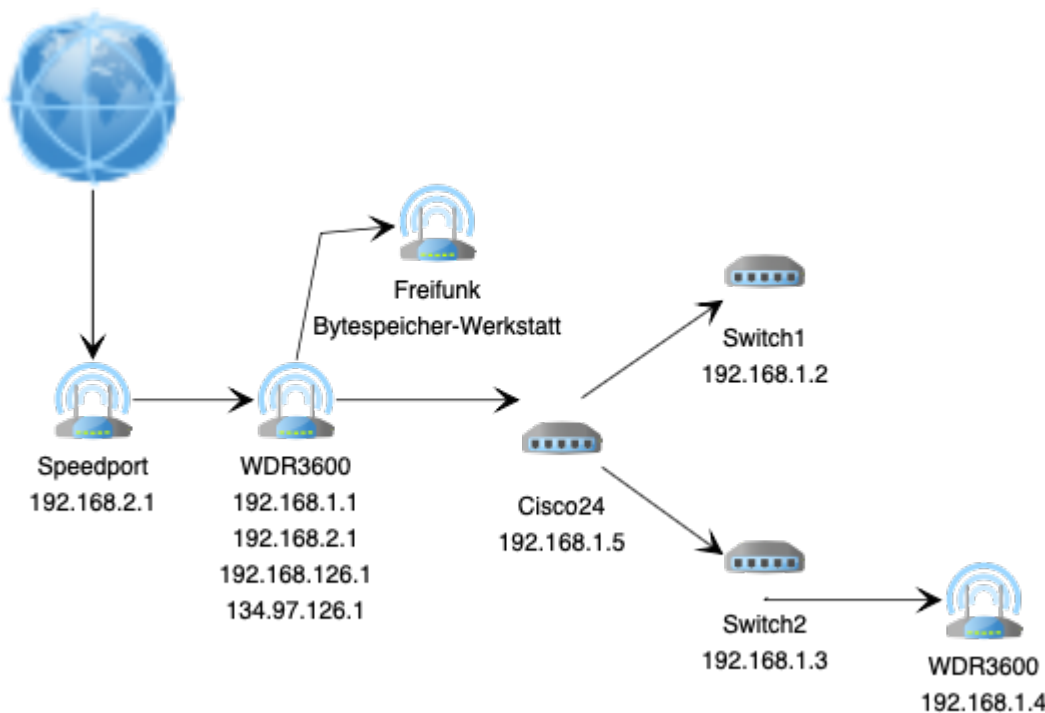 Freifunk
Bytespeicher-Werkstatt
Switch1
192.168.1.2
Speedport
192.168.2.1
WDR3600
192.168.1.1
192.168.2.1
192.168.126.1
134.97.126.1
Cisco24
192.168.1.5
Switch2
192.168.1.3
WDR3600
192.168.1.4